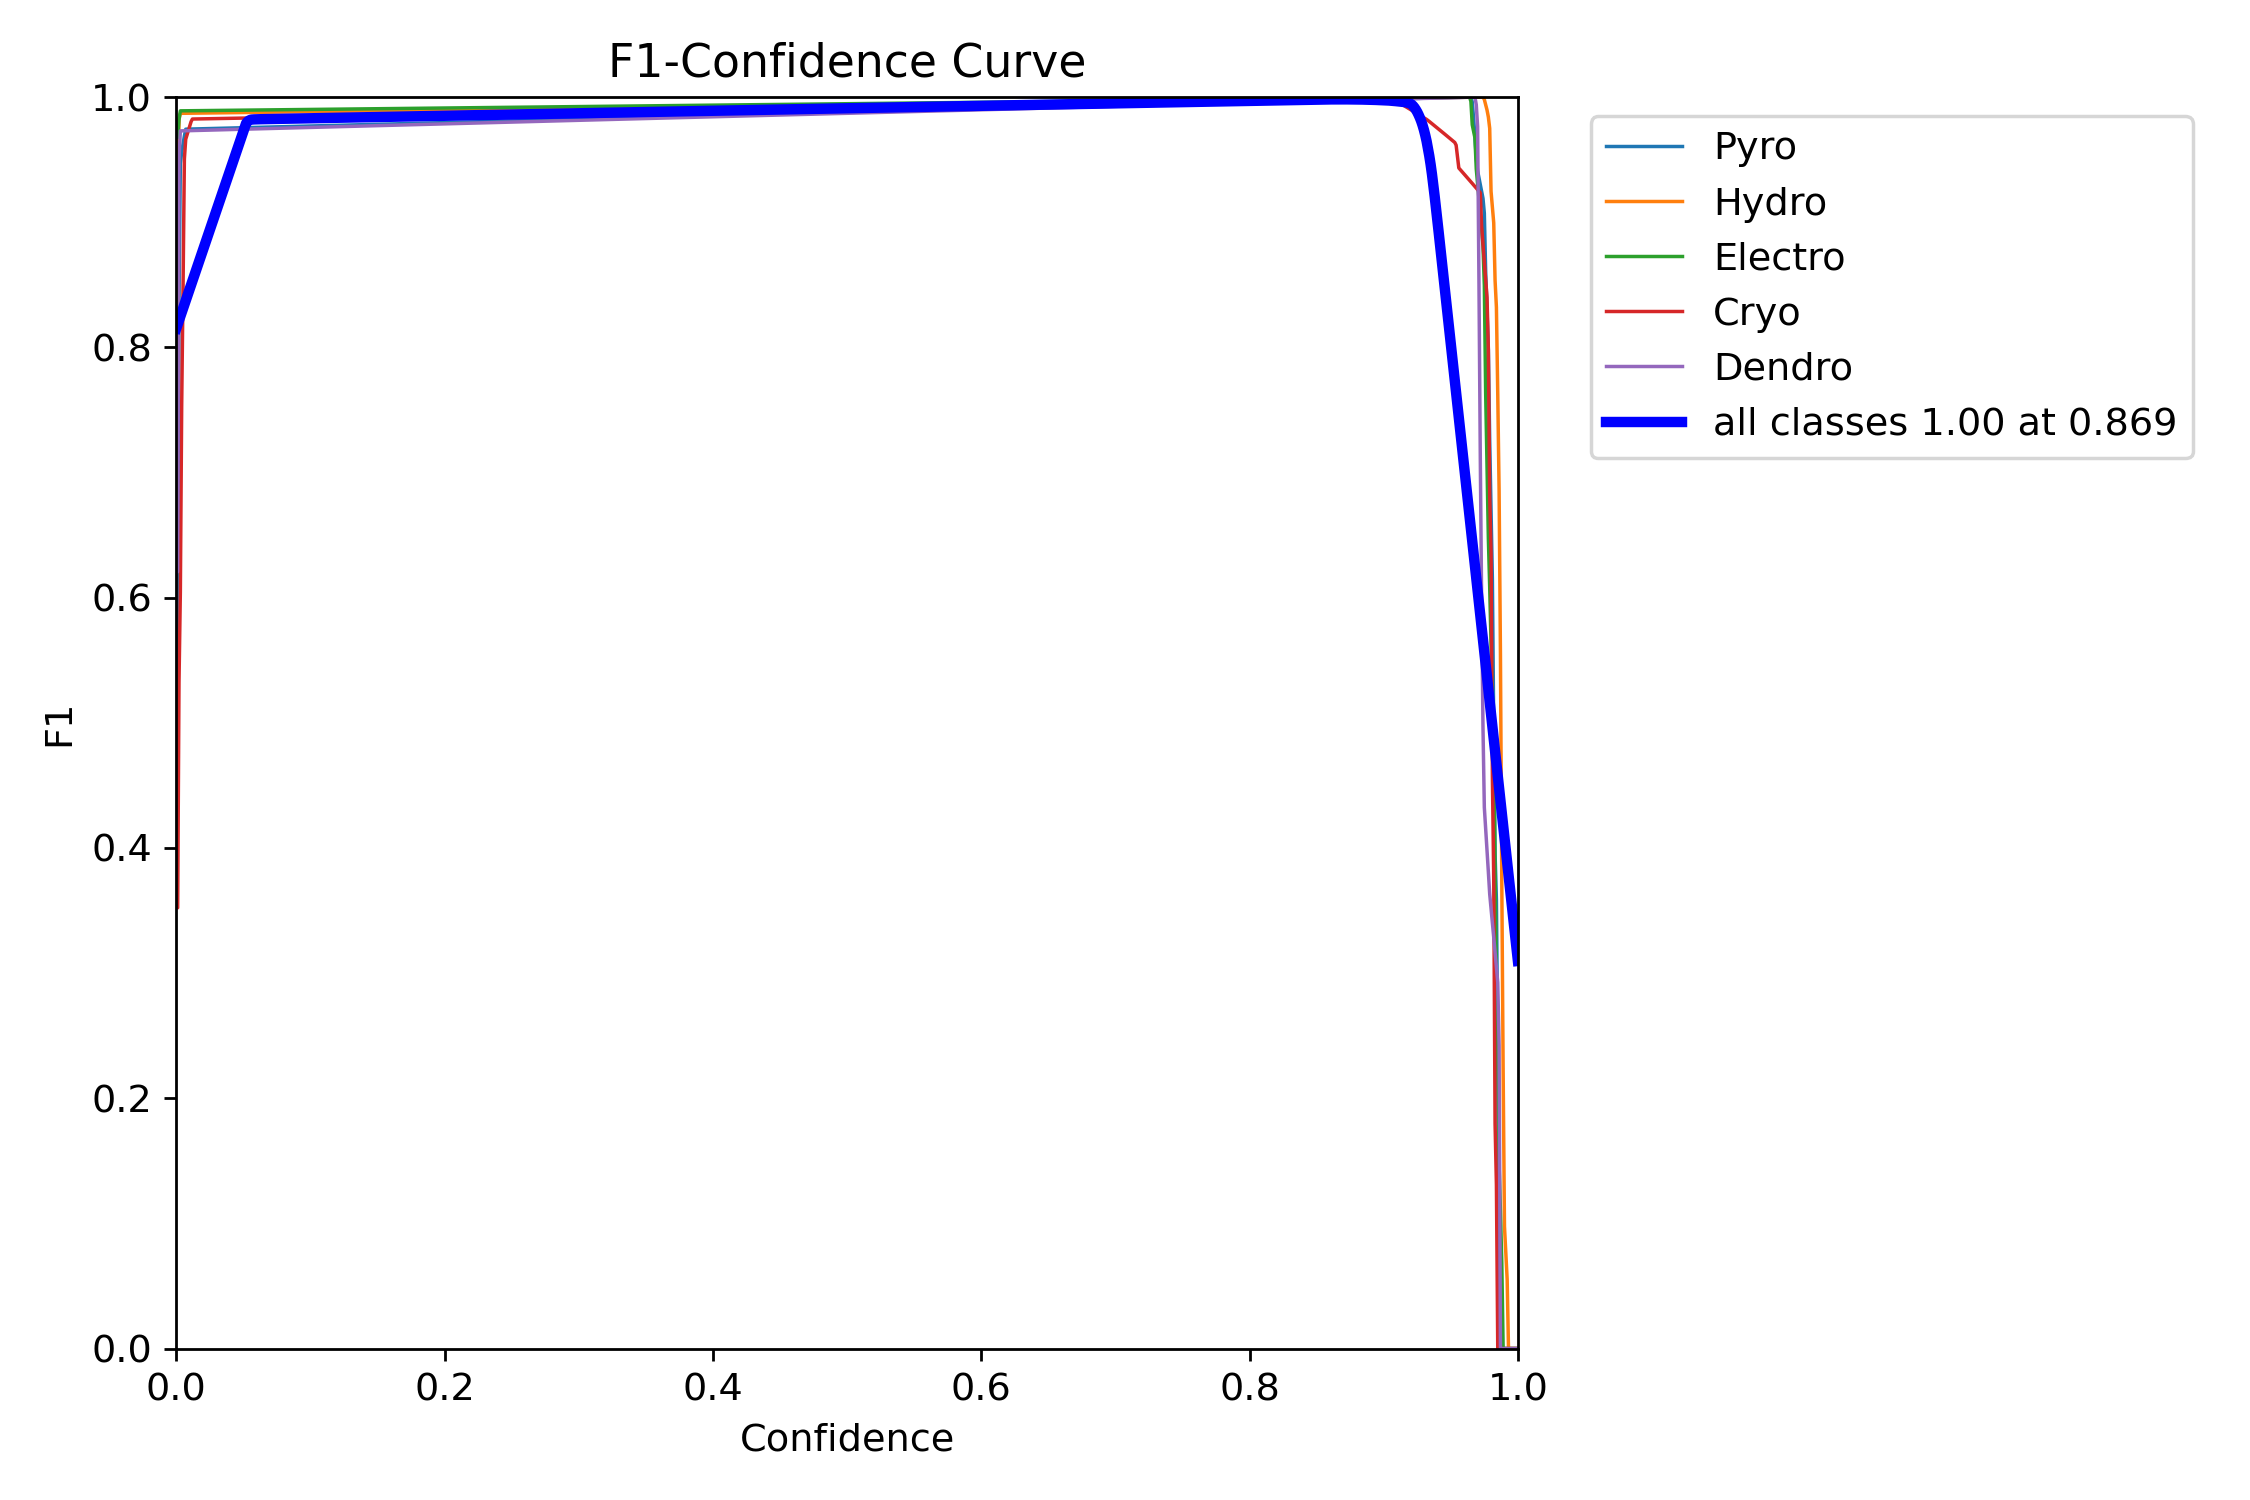 F1-Confidence Curve
1.0
0.8
0.6
0.4
0.2
0.0
F1
0.0 0.2 0.4 0.6 0.8 1.0
Confidence
Pyro
Hydro
Electro
Cryo
Dendro
all classes 1.00 at 0.869